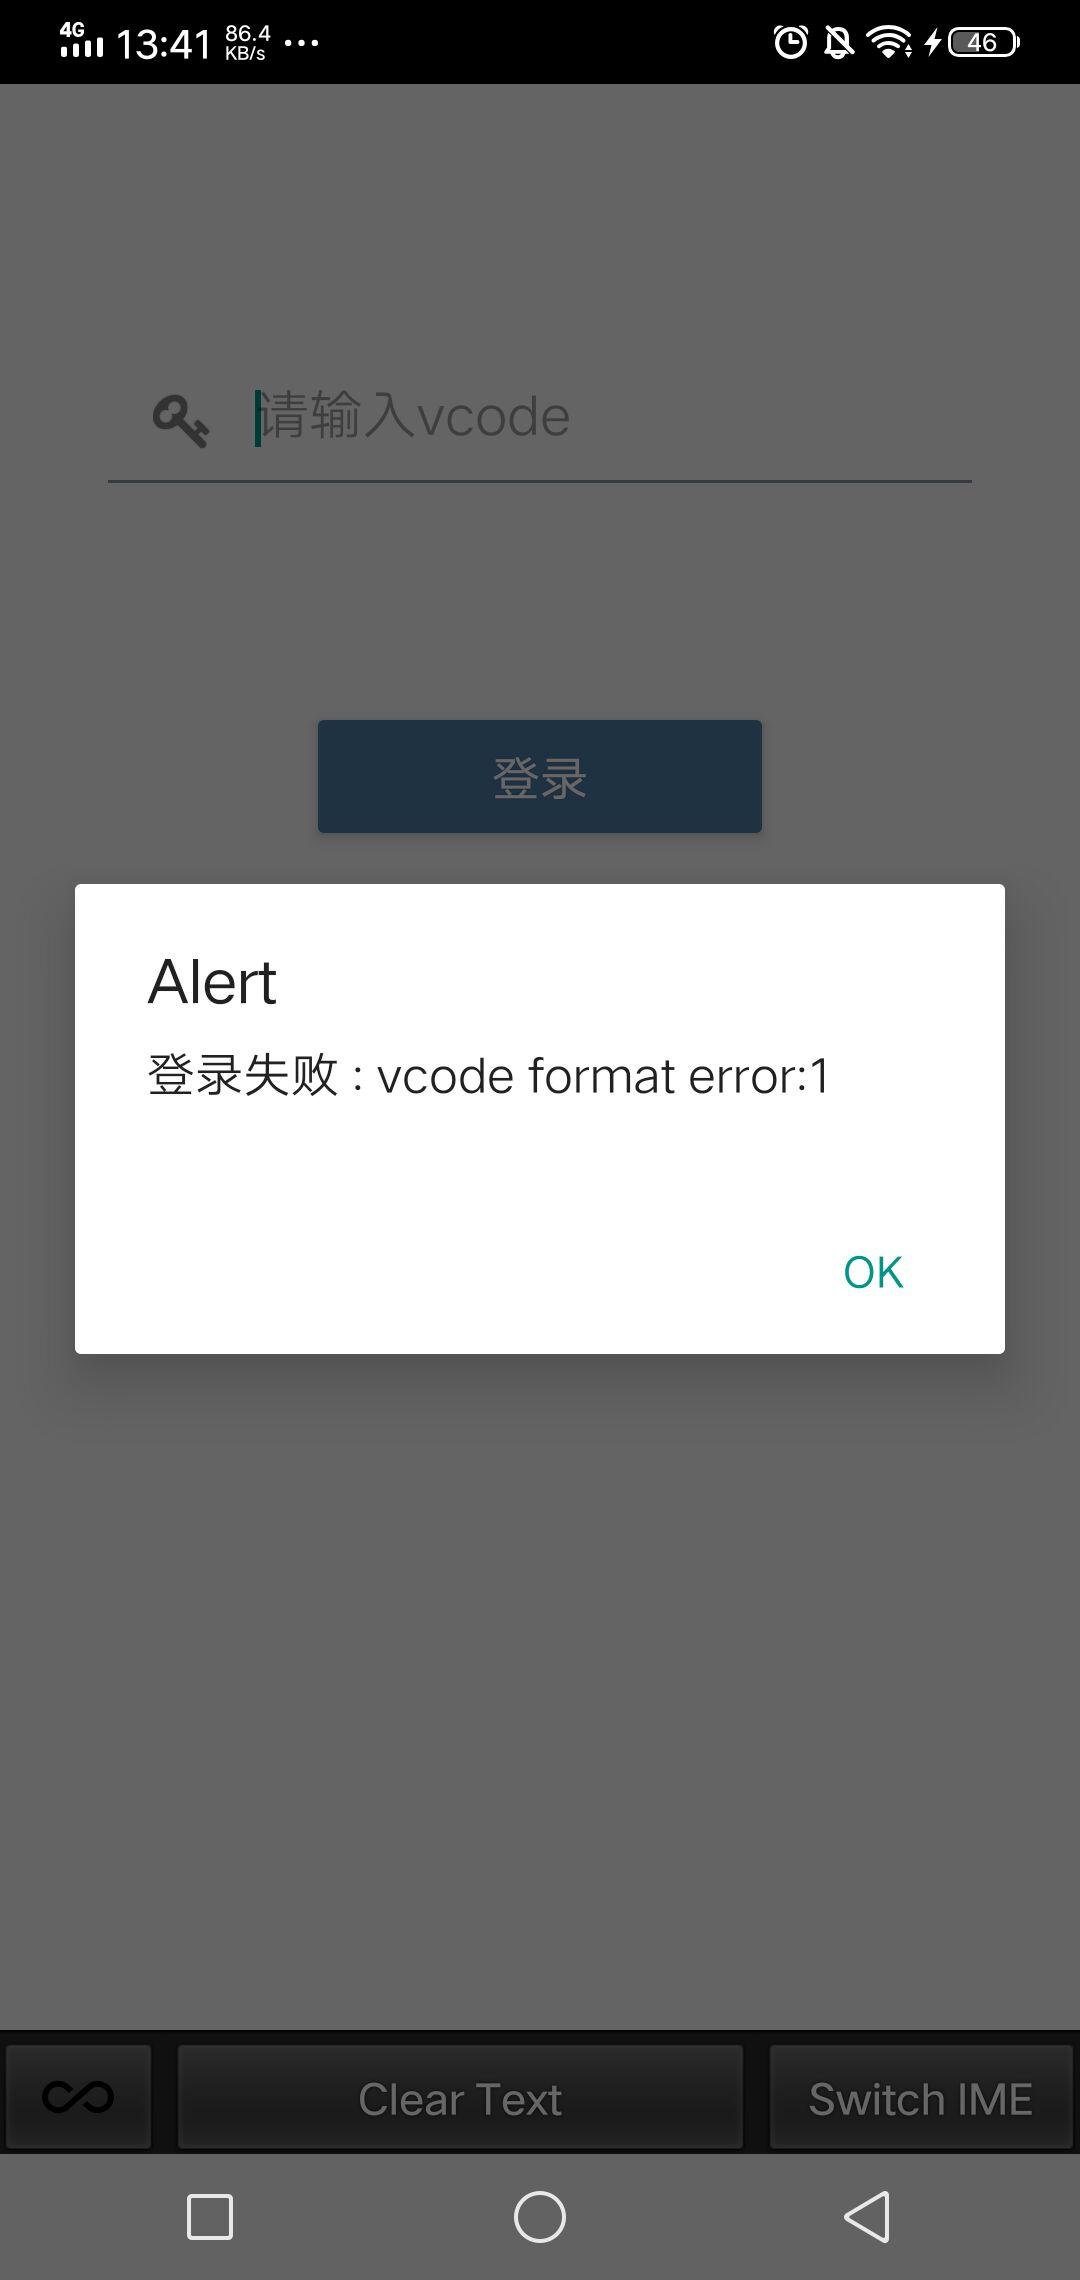 4G 13:41 86.4 KB/s ... 46
请输入vcode
登录
Alert
登录失败 : vcode format error:1
OK
Clear Text
Switch IME